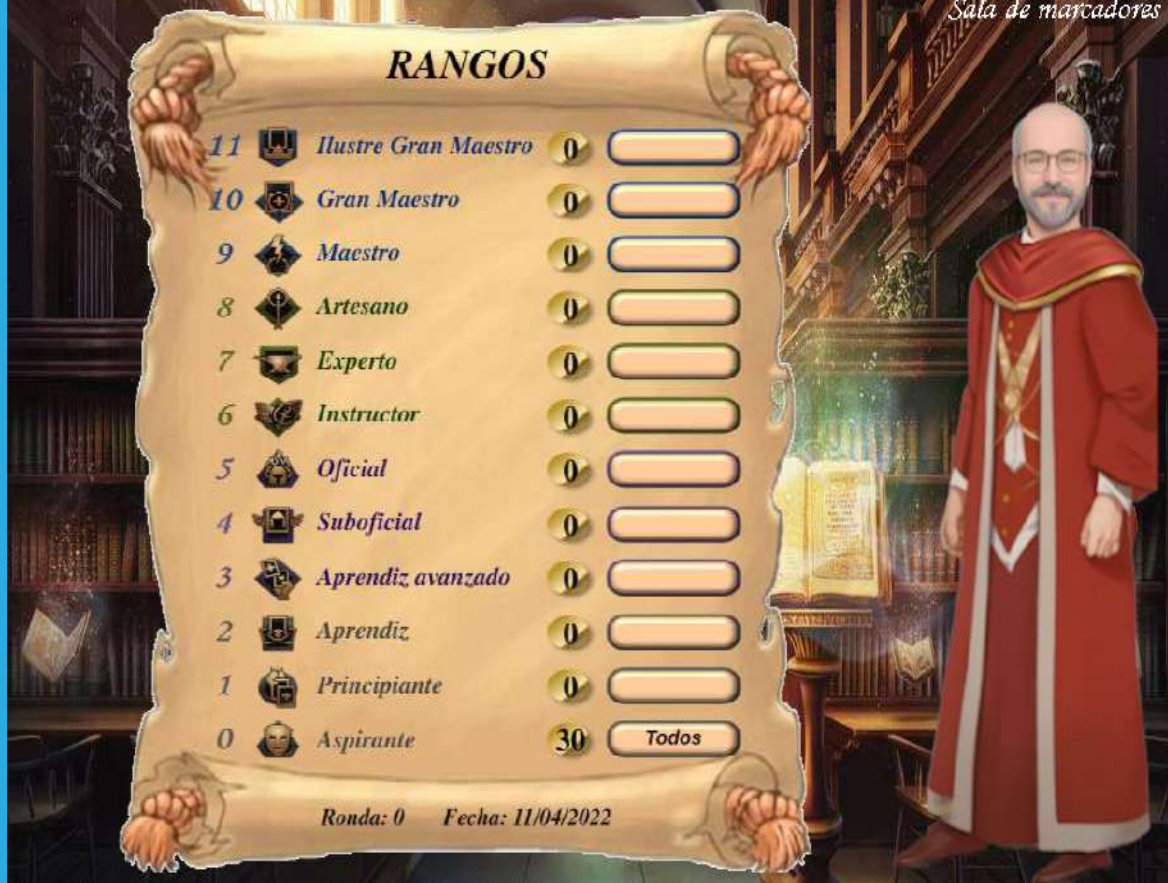 Sala de marcadores
RANGOS
11 Ilustre Gran Maestro 0
10 Gran Maestro 0
9 Maestro 0
8 Artesano 0
7 Experto 0
6 Instructor 0
5 Oficial 0
4 Suboficial 0
3 Aprendiz avanzado 0
2 Aprendiz 0
1 Principiante 0
0 Aspirante 30 Todos
Ronda: 0 Fecha: 11/04/2022